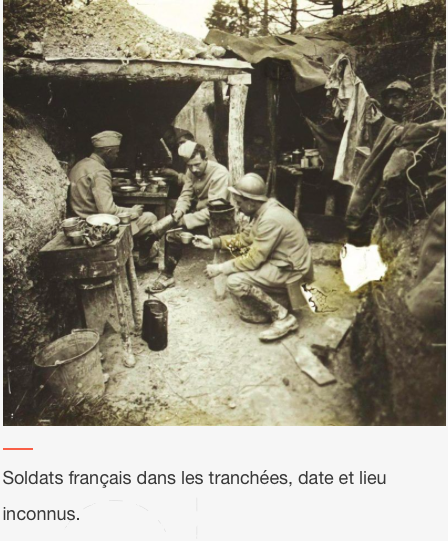 Soldats français dans les tranchées, date et lieu
inconnus.